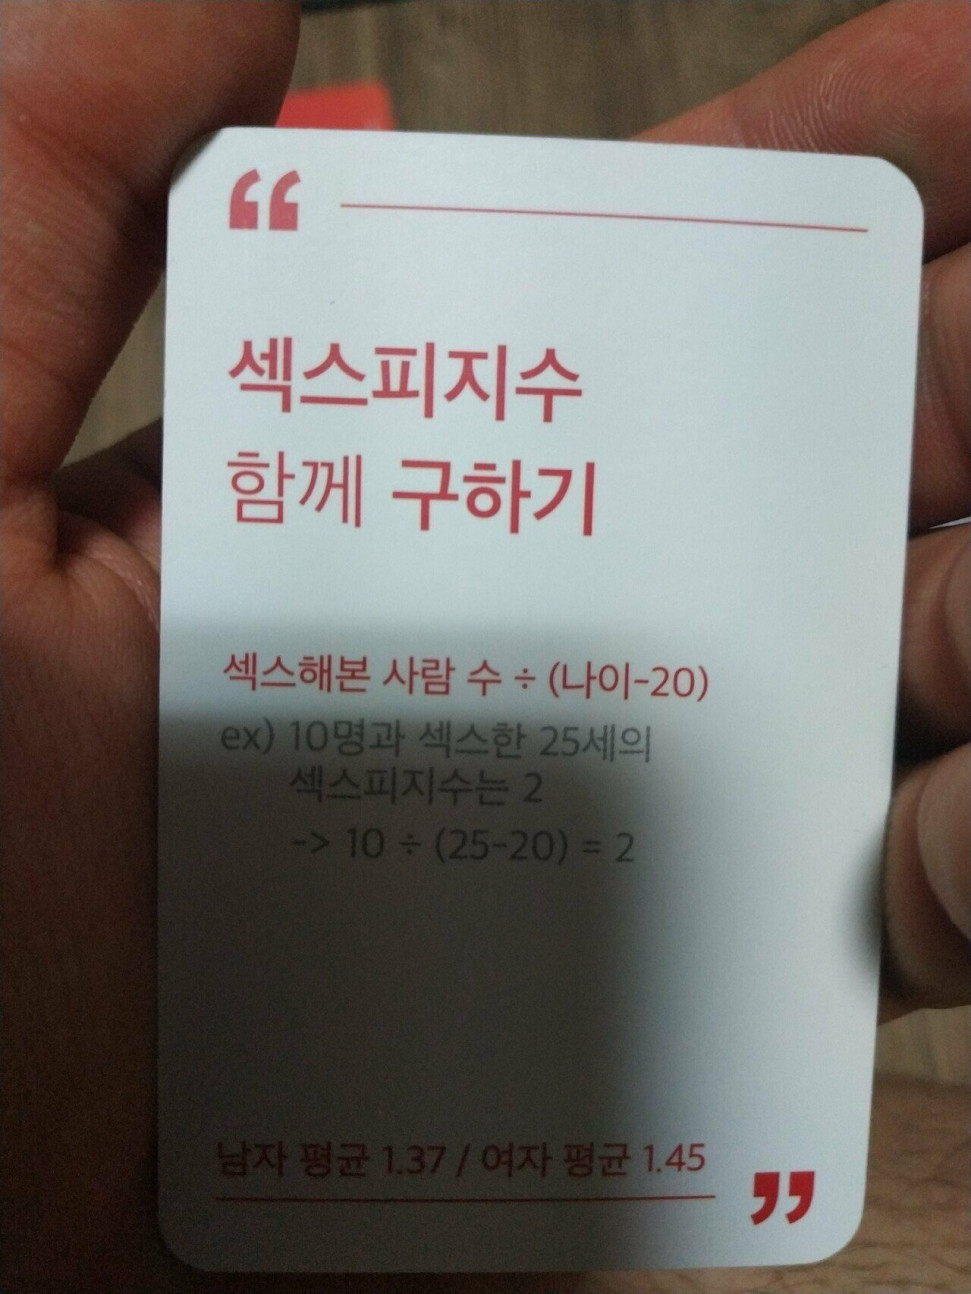 “
섹스피지수
함께 구하기
섹스해본 사람 수 ÷ (나이-20)
ex) 10명과 섹스한 25세의
섹스피지수는 2
-> 10 ÷ (25-20) = 2
남자 평균 1.37 / 여자 평균 1.45
”